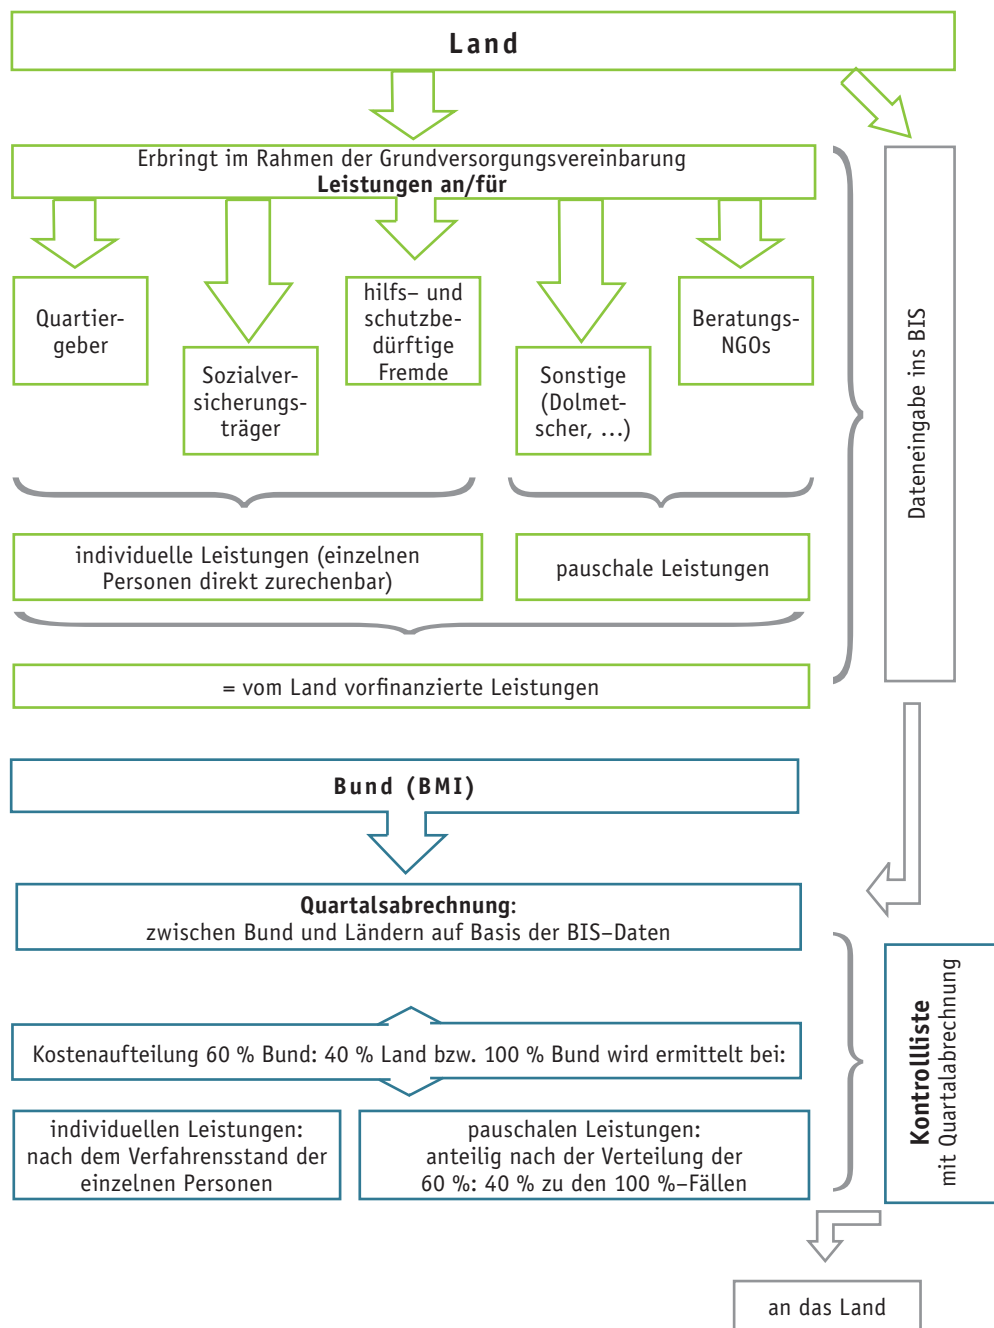 Land
Erbringt im Rahmen der Grundversorgungsvereinbarung
Leistungen an/für
Quartier-
geber
Sozialver-
sicherungs-
träger
hilfs– und
schutzbe-
dürftige
Fremde
Sonstige
(Dolmet-
scher, ...)
Beratungs-
NGOs
Dateneingabe ins BIS
individuelle Leistungen (einzelnen
Personen direkt zurechenbar)
pauschale Leistungen
= vom Land vorfinanzierte Leistungen
Bund (BMI)
Quartalsabrechnung:
zwischen Bund und Ländern auf Basis der BIS–Daten
Kostenaufteilung 60 % Bund: 40 % Land bzw. 100 % Bund wird ermittelt bei:
individuellen Leistungen:
nach dem Verfahrensstand der
einzelnen Personen
pauschalen Leistungen:
anteilig nach der Verteilung der
60 %: 40 % zu den 100 %–Fällen
Kontrollliste
mit Quartalabrechnung
an das Land